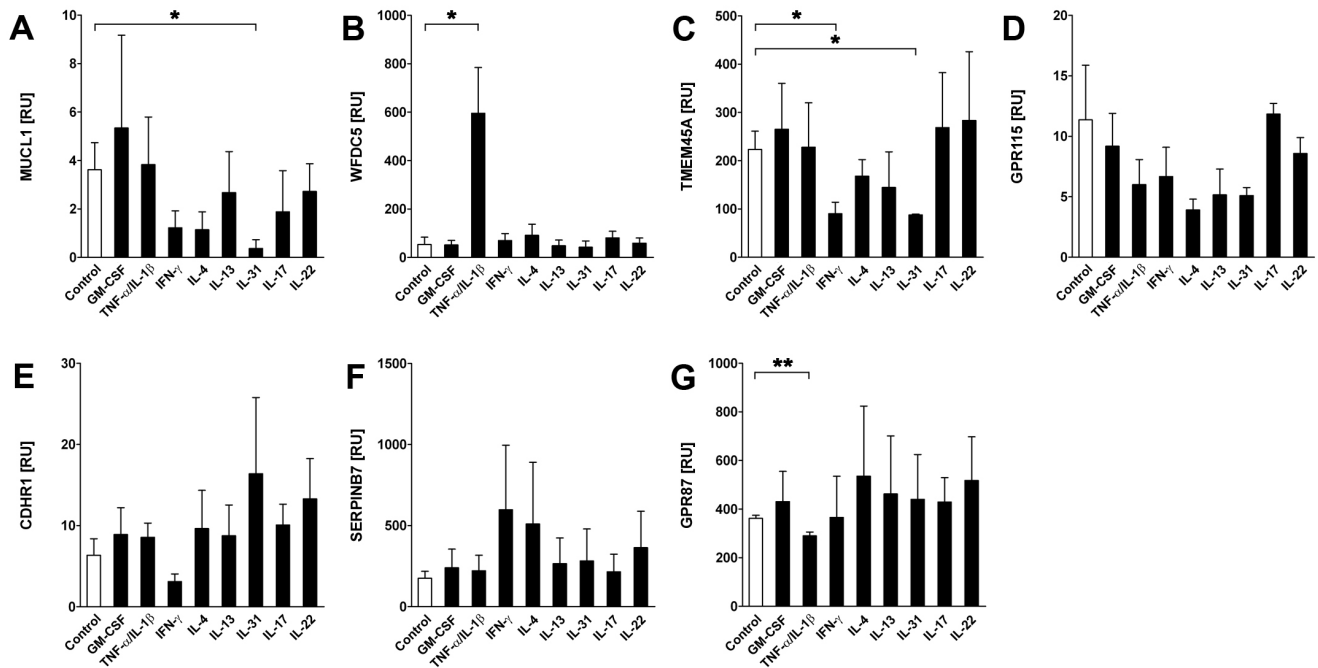 A
MUCL1 [RU]
10
8
6
4
2
0
*
Control
GM-CSF
TNF-α/IL-1β
IFN-γ
IL-4
IL-13
IL-31
IL-17
IL-22
B
WFDC5 [RU]
1000
800
600
400
200
0
*
Control
GM-CSF
TNF-α/IL-1β
IFN-γ
IL-4
IL-13
IL-31
IL-17
IL-22
C
TMEM45A [RU]
500
400
300
200
100
0
*
*
Control
GM-CSF
TNF-α/IL-1β
IFN-γ
IL-4
IL-13
IL-31
IL-17
IL-22
D
GPR115 [RU]
20
15
10
5
0
Control
GM-CSF
TNF-α/IL-1β
IFN-γ
IL-4
IL-13
IL-31
IL-17
IL-22
E
CDHR1 [RU]
30
20
10
0
Control
GM-CSF
TNF-α/IL-1β
IFN-γ
IL-4
IL-13
IL-31
IL-17
IL-22
F
SERPINB7 [RU]
1500
1000
500
0
Control
GM-CSF
TNF-α/IL-1β
IFN-γ
IL-4
IL-13
IL-31
IL-17
IL-22
G
GPR87 [RU]
1000
800
600
400
200
0
**
Control
GM-CSF
TNF-α/IL-1β
IFN-γ
IL-4
IL-13
IL-31
IL-17
IL-22